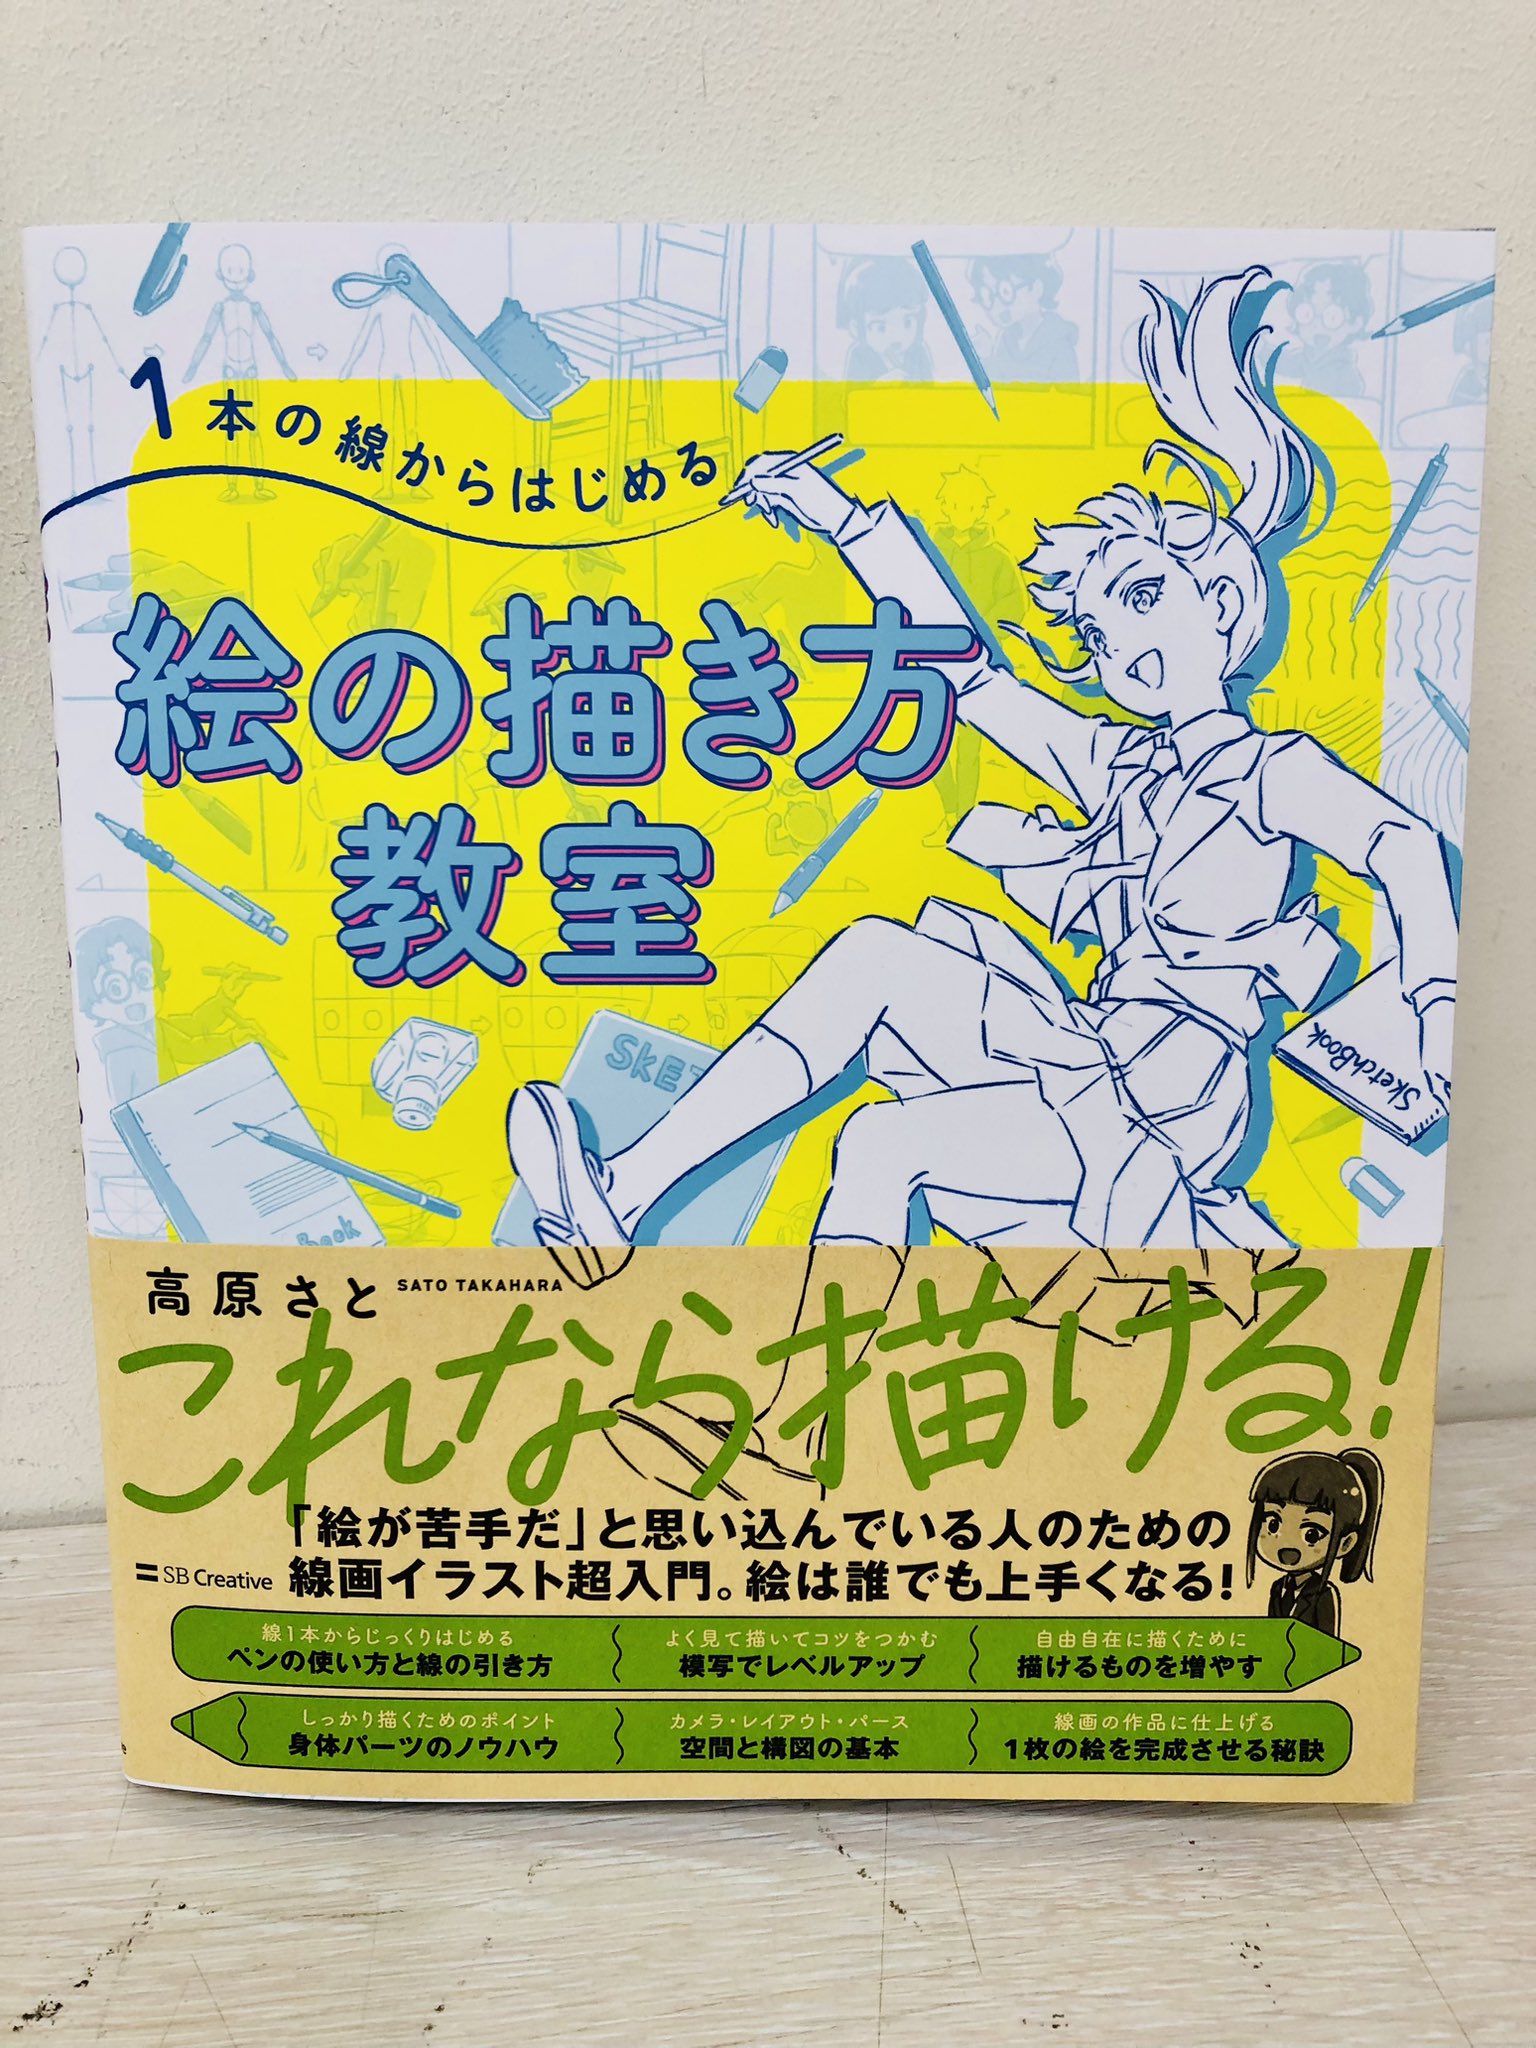 1本の線からはじめる
絵の描き方
教室
SKET
SketchBook
Book
高原さと SATO TAKAHARA
これなら描ける!
「絵が苦手だ」と思い込んでいる人のための
線画イラスト超入門。絵は誰でも上手くなる!
SB Creative
線1本からじっくりはじめる
ペンの使い方と線の引き方
よく見て描いてコツをつかむ
模写でレベルアップ
自由自在に描くために
描けるものを増やす
しっかり描くためのポイント
身体パーツのノウハウ
カメラ・レイアウト・パース
空間と構図の基本
線画の作品に仕上げる
1枚の絵を完成させる秘訣